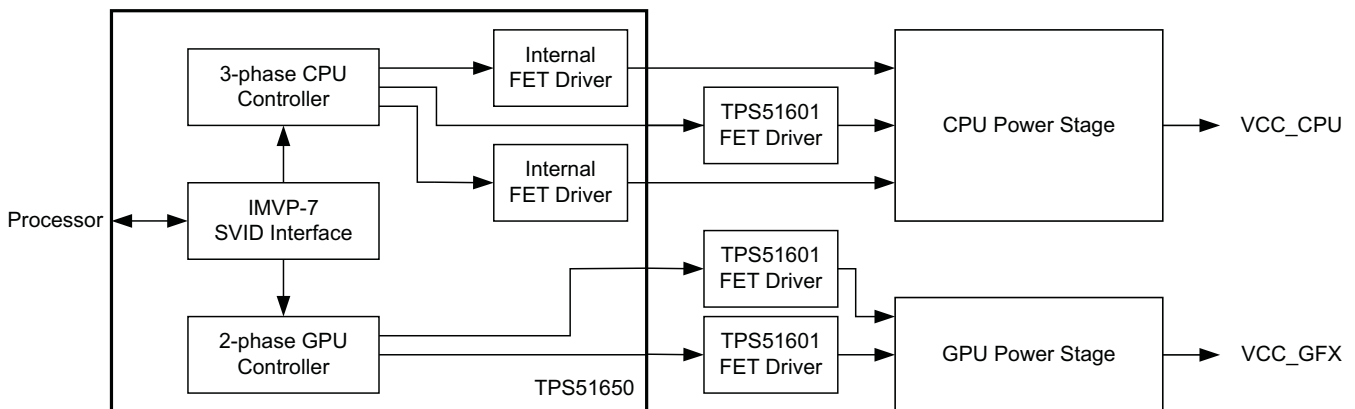 Processor
3-phase CPU
Controller
IMVP-7
SVID Interface
2-phase GPU
Controller
Internal
FET Driver
Internal
FET Driver
TPS51650
TPS51601
FET Driver
TPS51601
FET Driver
TPS51601
FET Driver
CPU Power Stage
GPU Power Stage
VCC_CPU
VCC_GFX